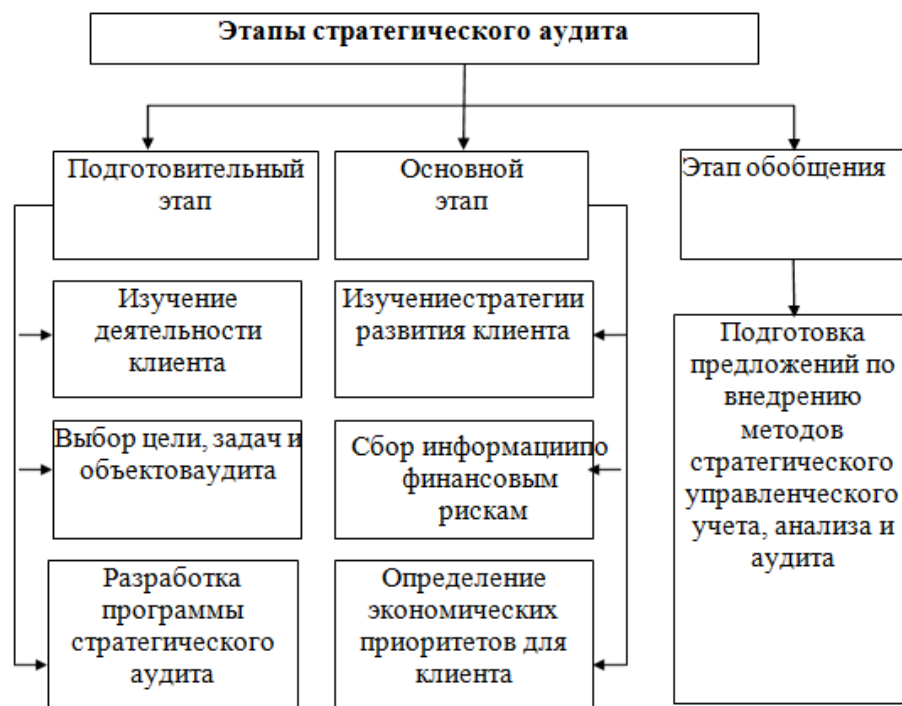 Этапы стратегического аудита
Подготовительный
этап
Основной
этап
Этап обобщения
Изучение
деятельности
клиента
Изучениестратегии
развития клиента
Подготовка
предложений по
внедрению
методов
стратегического
управленческого
учета, анализа и
аудита
Выбор цели, задач и
объектоваудита
Сбор информациипо
финансовым
рискам
Разработка
программы
стратегического
аудита
Определение
экономических
приоритетов для
клиента